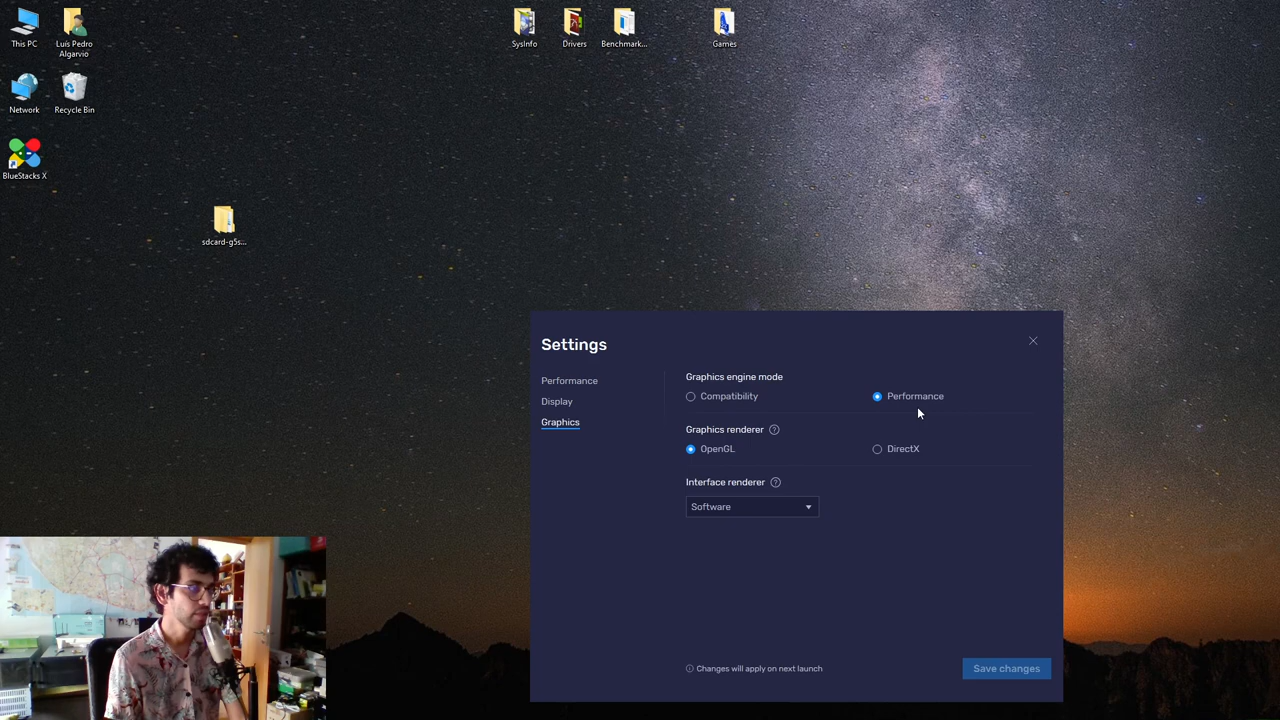 This PC
Luís Pedro
Algarvio
SysInfo
Drivers
Benchmark...
Games
Network
Recycle Bin
BlueStacks X
sdcard-g5s...
Settings
Performance
Display
Graphics
Graphics engine mode
Compatibility
Performance
Graphics renderer
OpenGL
DirectX
Interface renderer
Software
Changes will apply on next launch
Save changes